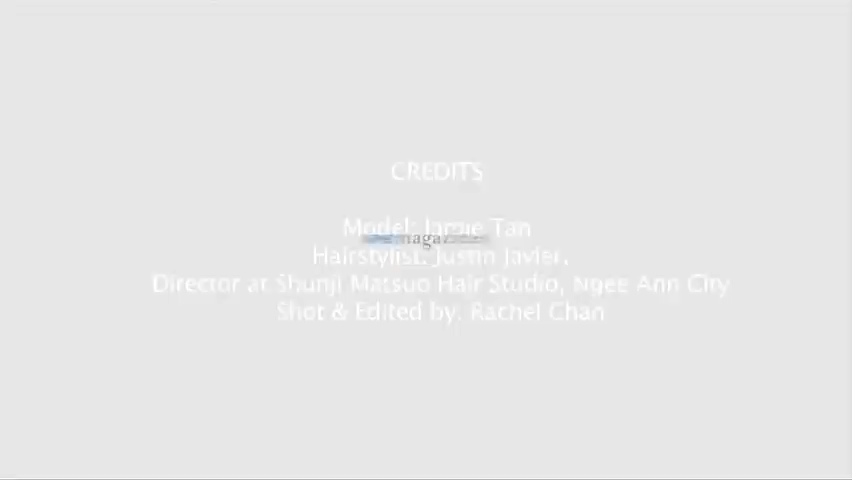 CREDITS
Model: Jamie Tan
magazines
Hairstylist: Justin Javier,
Director at Shunji Matsuo Hair Studio, Ngee Ann City
Shot & Edited by: Rachel Chan